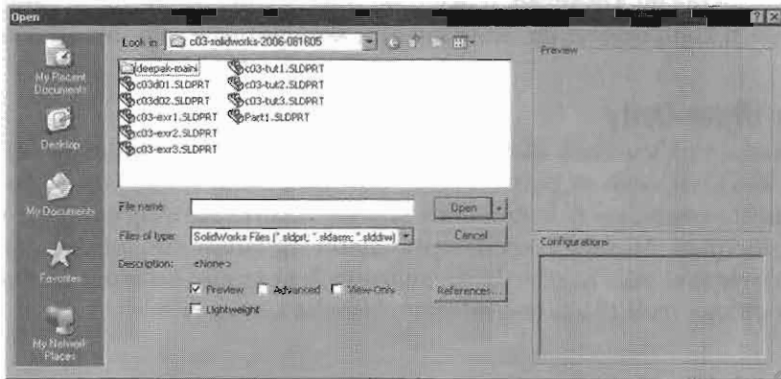 Open
Look in:
c03-solidworks-2006-081605
My Recent
Documents
Desktop
My Documents
Favorites
My Network
Places
deepak-maini
c03d01.SLDPRT
c03d02.SLDPRT
c03-exr1.SLDPRT
c03-exr2.SLDPRT
c03-exr3.SLDPRT
c03-tut1.SLDPRT
c03-tut2.SLDPRT
c03-tut3.SLDPRT
Part1.SLDPRT
File name:
Open
Files of type:
SolidWorks Files (*.sldprt; *.sldasm; *.slddrw)
Cancel
Description:
<None>
Preview
Advanced
View-Only
References...
Lightweight
Preview
Configurations